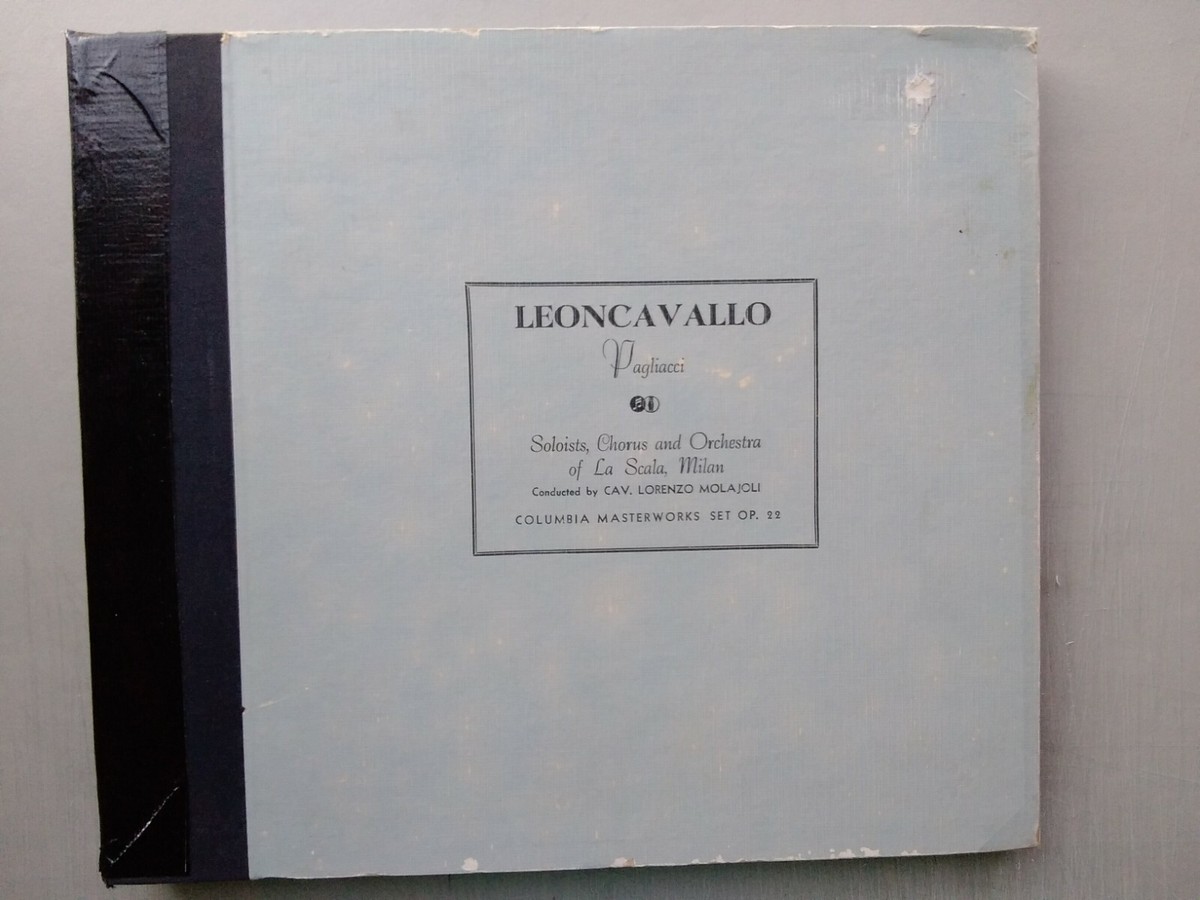 LEONCAVALLO
Pagliacci
Soloists, Chorus and Orchestra
of La Scala, Milan
Conducted by CAV. LORENZO MOLAJOLI
COLUMBIA MASTERWORKS SET OP. 22